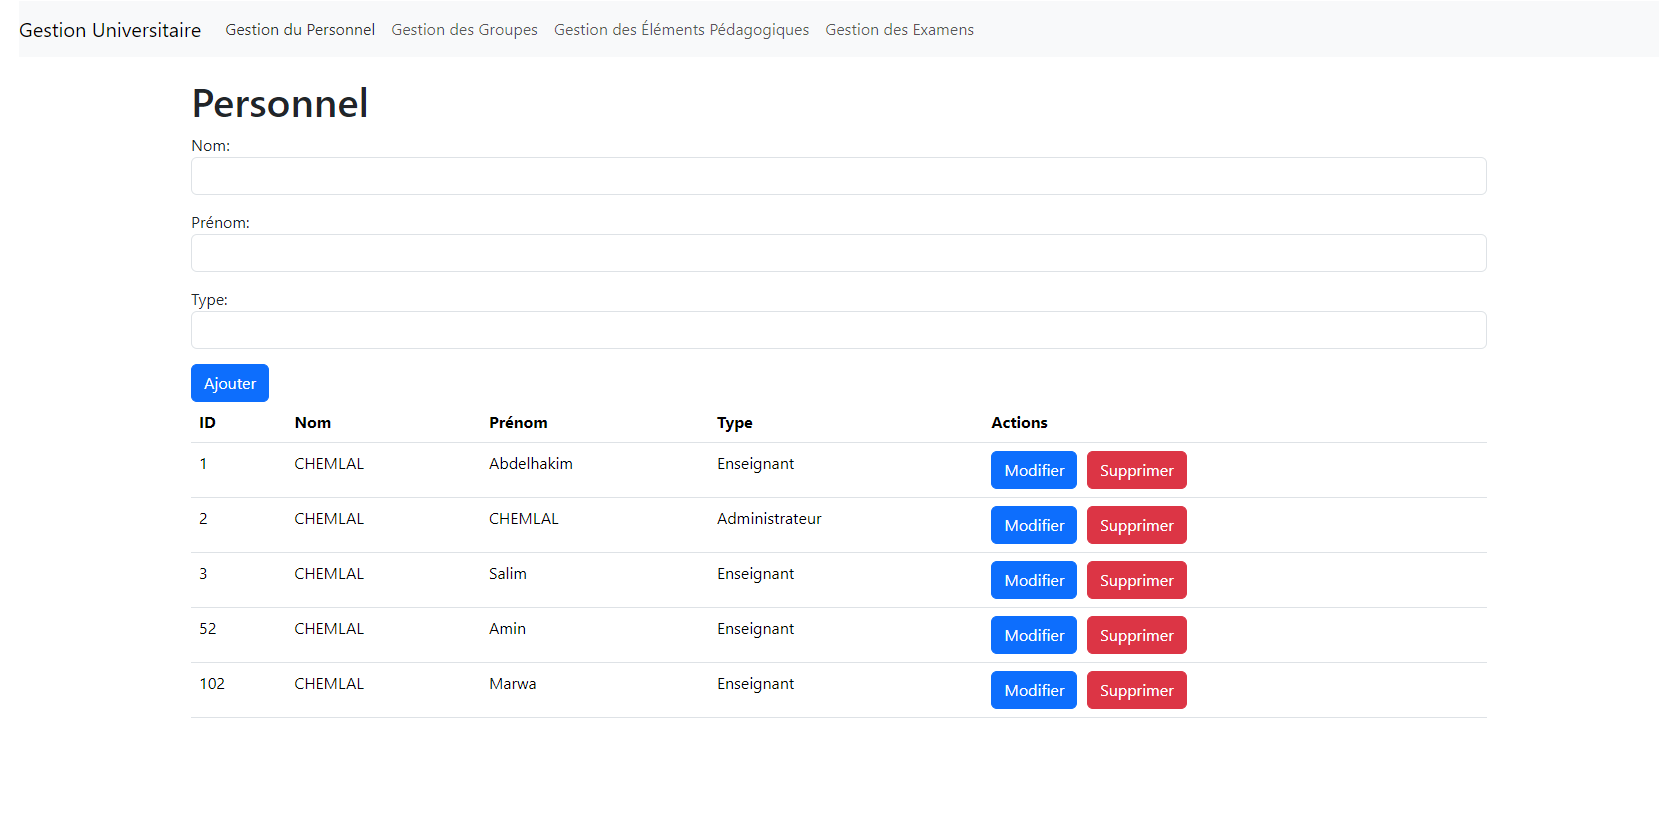 Gestion Universitaire Gestion du Personnel Gestion des Groupes Gestion des Éléments Pédagogiques Gestion des Examens
Personnel
Nom:
Prénom:
Type:
Ajouter
ID Nom Prénom Type Actions
1 CHEMLAL Abdelhakim Enseignant Modifier Supprimer
2 CHEMLAL CHEMLAL Administrateur Modifier Supprimer
3 CHEMLAL Salim Enseignant Modifier Supprimer
52 CHEMLAL Amin Enseignant Modifier Supprimer
102 CHEMLAL Marwa Enseignant Modifier Supprimer